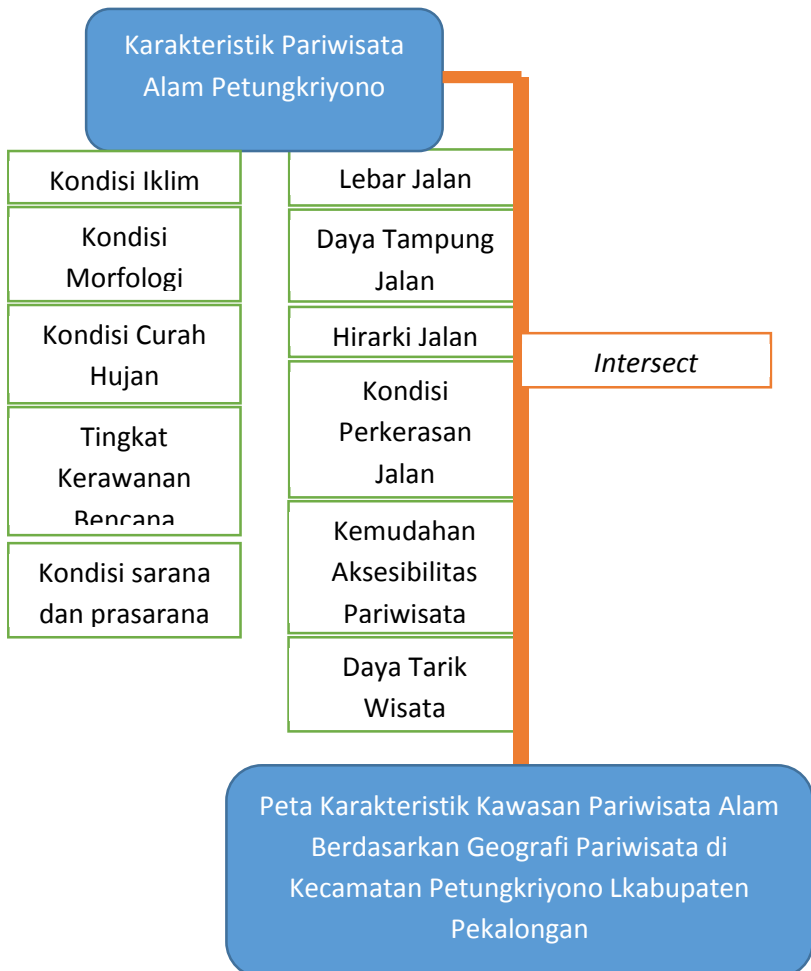 Karakteristik Pariwisata
Alam Petungkriyono
Kondisi Iklim
Kondisi
Morfologi
Kondisi Curah
Hujan
Tingkat
Kerawanan
Bencana
Kondisi sarana
dan prasarana
Lebar Jalan
Daya Tampung
Jalan
Hirarki Jalan
Kondisi
Perkerasan
Jalan
Kemudahan
Aksesibilitas
Pariwisata
Daya Tarik
Wisata
Intersect
Peta Karakteristik Kawasan Pariwisata Alam
Berdasarkan Geografi Pariwisata di
Kecamatan Petungkriyono Lkabupaten
Pekalongan